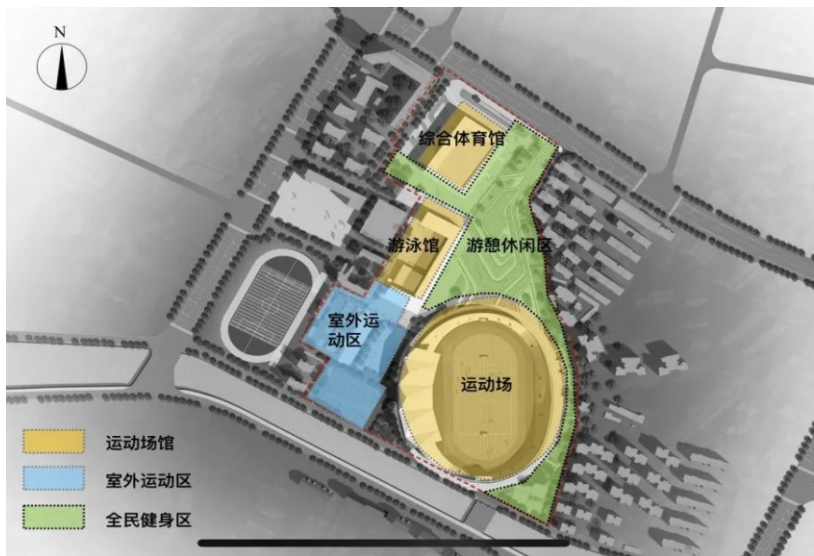 N
综合体育馆
游泳馆
游憩休闲区
室外运
动区
运动场
运动场馆
室外运动区
全民健身区